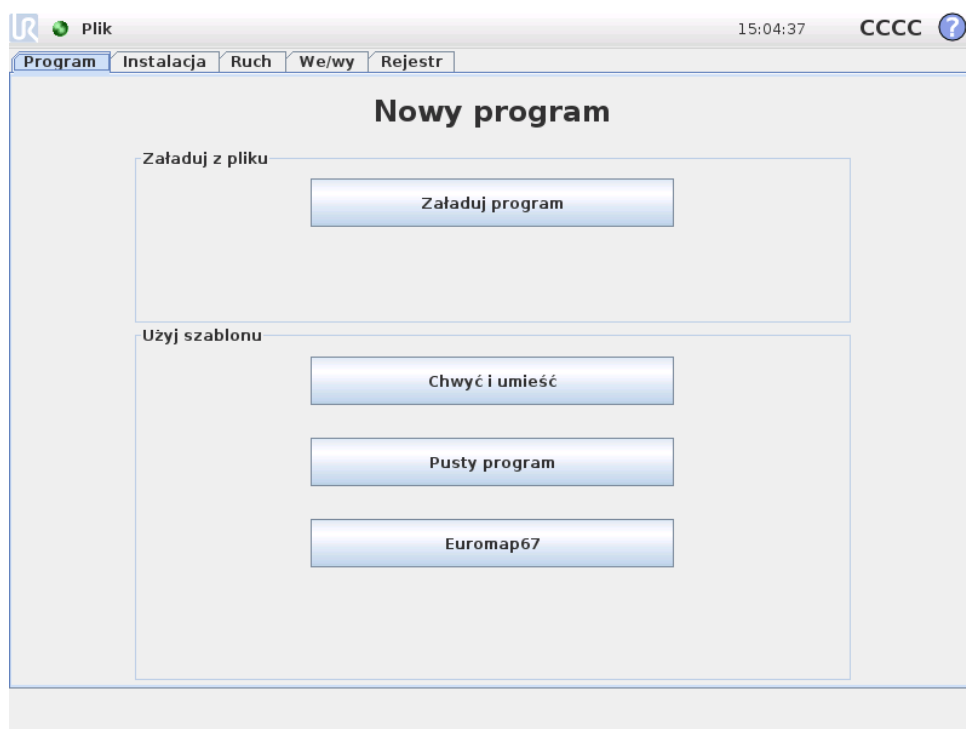 UR Plik 15:04:37 CCCC ?
Program Instalacja Ruch We/wy Rejestr
Nowy program
Załaduj z pliku
Załaduj program
Użyj szablonu
Chwyć i umieść
Pusty program
Euromap67